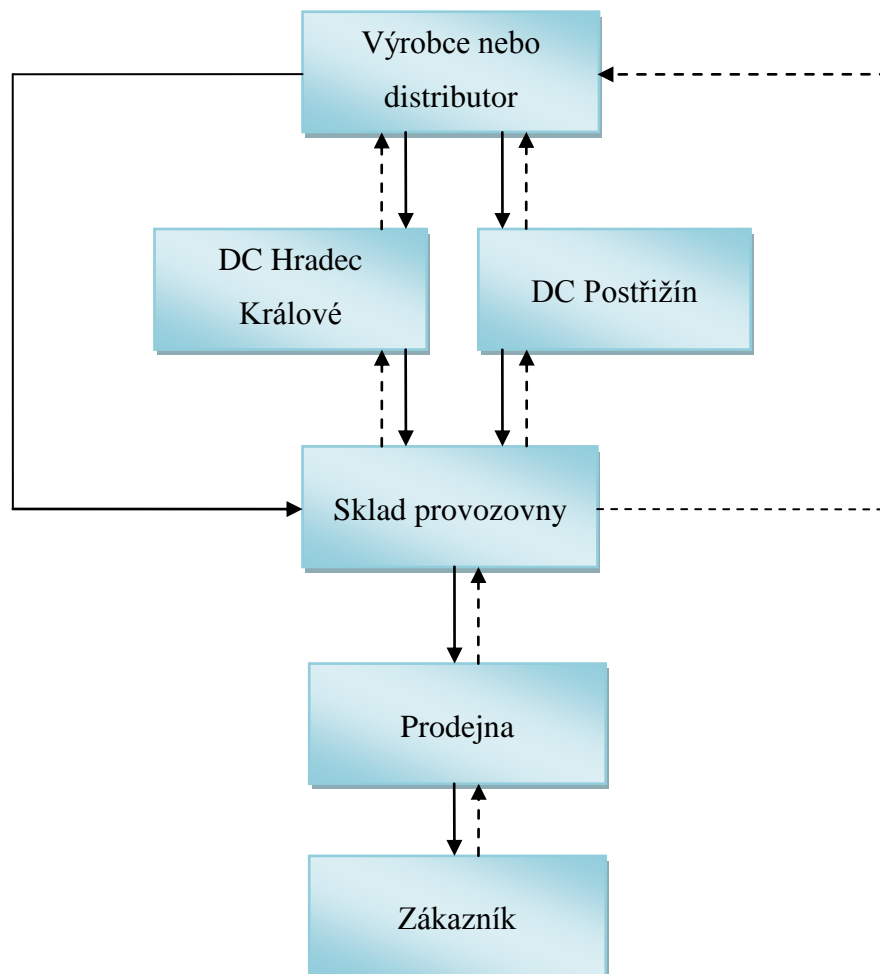 Výrobce nebo
distributor
DC Hradec
Králové
DC Postřižín
Sklad provozovny
Prodejna
Zákazník